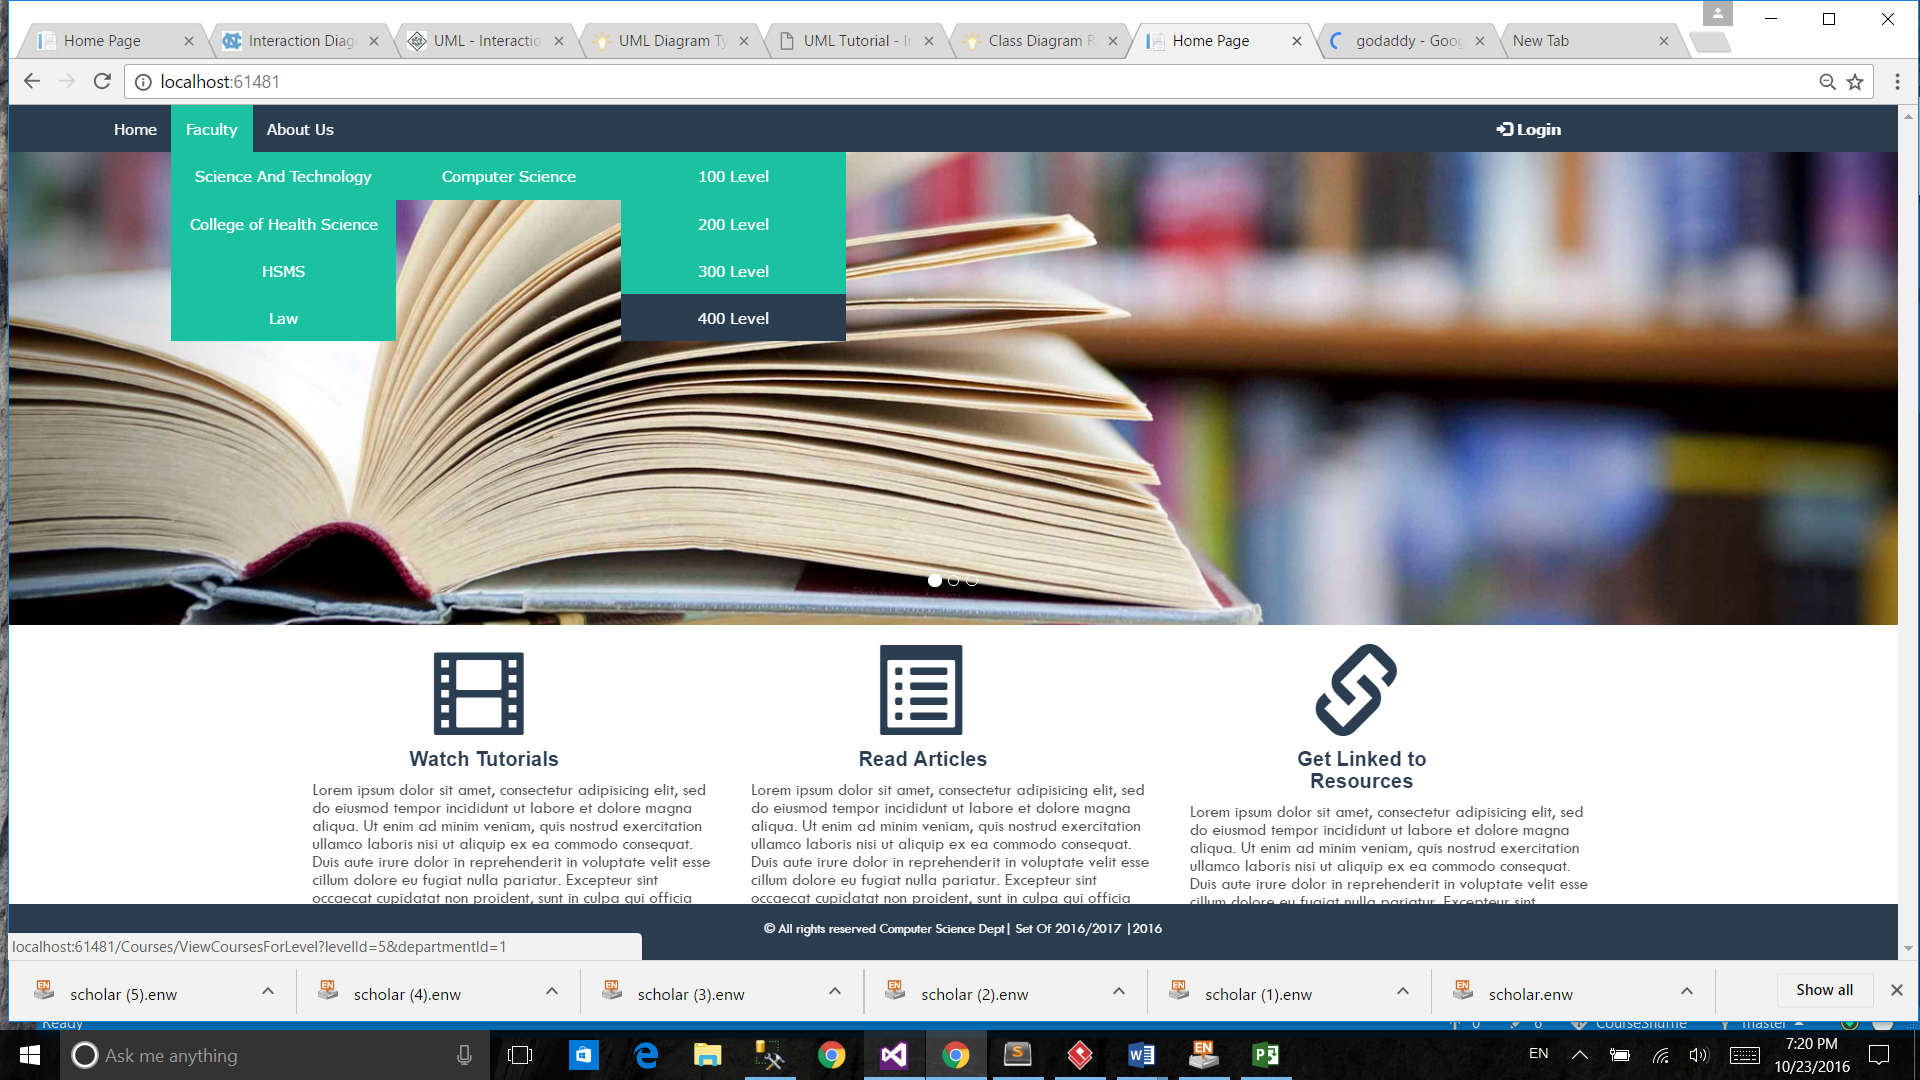 Home Page
Interaction Diag
UML - Interactio
UML Diagram Ty
UML Tutorial - In
Class Diagram R
Home Page
godaddy - Goog
New Tab
localhost:61481
Home
Faculty
About Us
Login
Science And Technology
Computer Science
100 Level
College of Health Science
200 Level
HSMS
300 Level
Law
400 Level
Watch Tutorials
Lorem ipsum dolor sit amet, consectetur adipisicing elit, sed
do eiusmod tempor incididunt ut labore et dolore magna
aliqua. Ut enim ad minim veniam, quis nostrud exercitation
ullamco laboris nisi ut aliquip ex ea commodo consequat.
Duis aute irure dolor in reprehenderit in voluptate velit esse
cillum dolore eu fugiat nulla pariatur. Excepteur sint
occaecat cupidatat non proident, sunt in culpa qui officia
Read Articles
Lorem ipsum dolor sit amet, consectetur adipisicing elit, sed
do eiusmod tempor incididunt ut labore et dolore magna
aliqua. Ut enim ad minim veniam, quis nostrud exercitation
ullamco laboris nisi ut aliquip ex ea commodo consequat.
Duis aute irure dolor in reprehenderit in voluptate velit esse
cillum dolore eu fugiat nulla pariatur. Excepteur sint
occaecat cupidatat non proident, sunt in culpa qui officia
Get Linked to
Resources
Lorem ipsum dolor sit amet, consectetur adipisicing elit, sed
do eiusmod tempor incididunt ut labore et dolore magna
aliqua. Ut enim ad minim veniam, quis nostrud exercitation
ullamco laboris nisi ut aliquip ex ea commodo consequat.
Duis aute irure dolor in reprehenderit in voluptate velit esse
cillum dolore eu fugiat nulla pariatur. Excepteur sint
© All rights reserved Computer Science Dept| Set Of 2016/2017 |2016
localhost:61481/Courses/ViewCoursesForLevel?levelId=5&departmentId=1
scholar (5).enw
scholar (4).enw
scholar (3).enw
scholar (2).enw
scholar (1).enw
scholar.enw
Show all
Ready
0
6
CourseShuffle
master
Ask me anything
EN
7:20 PM
10/23/2016